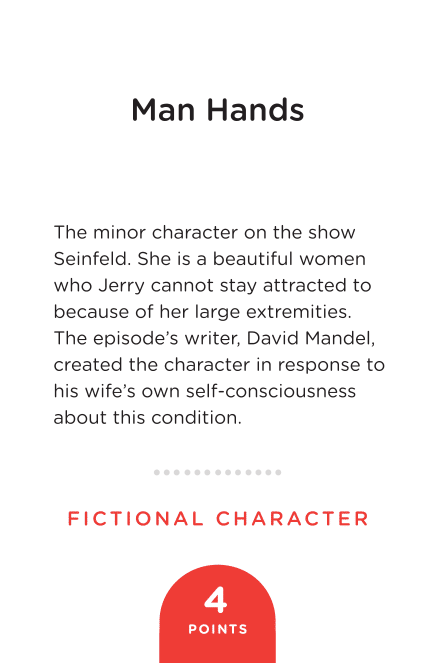 Man Hands
The minor character on the show
Seinfeld. She is a beautiful women
who Jerry cannot stay attracted to
because of her large extremities.
The episode's writer, David Mandel,
created the character in response to
his wife's own self-consciousness
about this condition.
FICTIONAL CHARACTER
4
POINTS